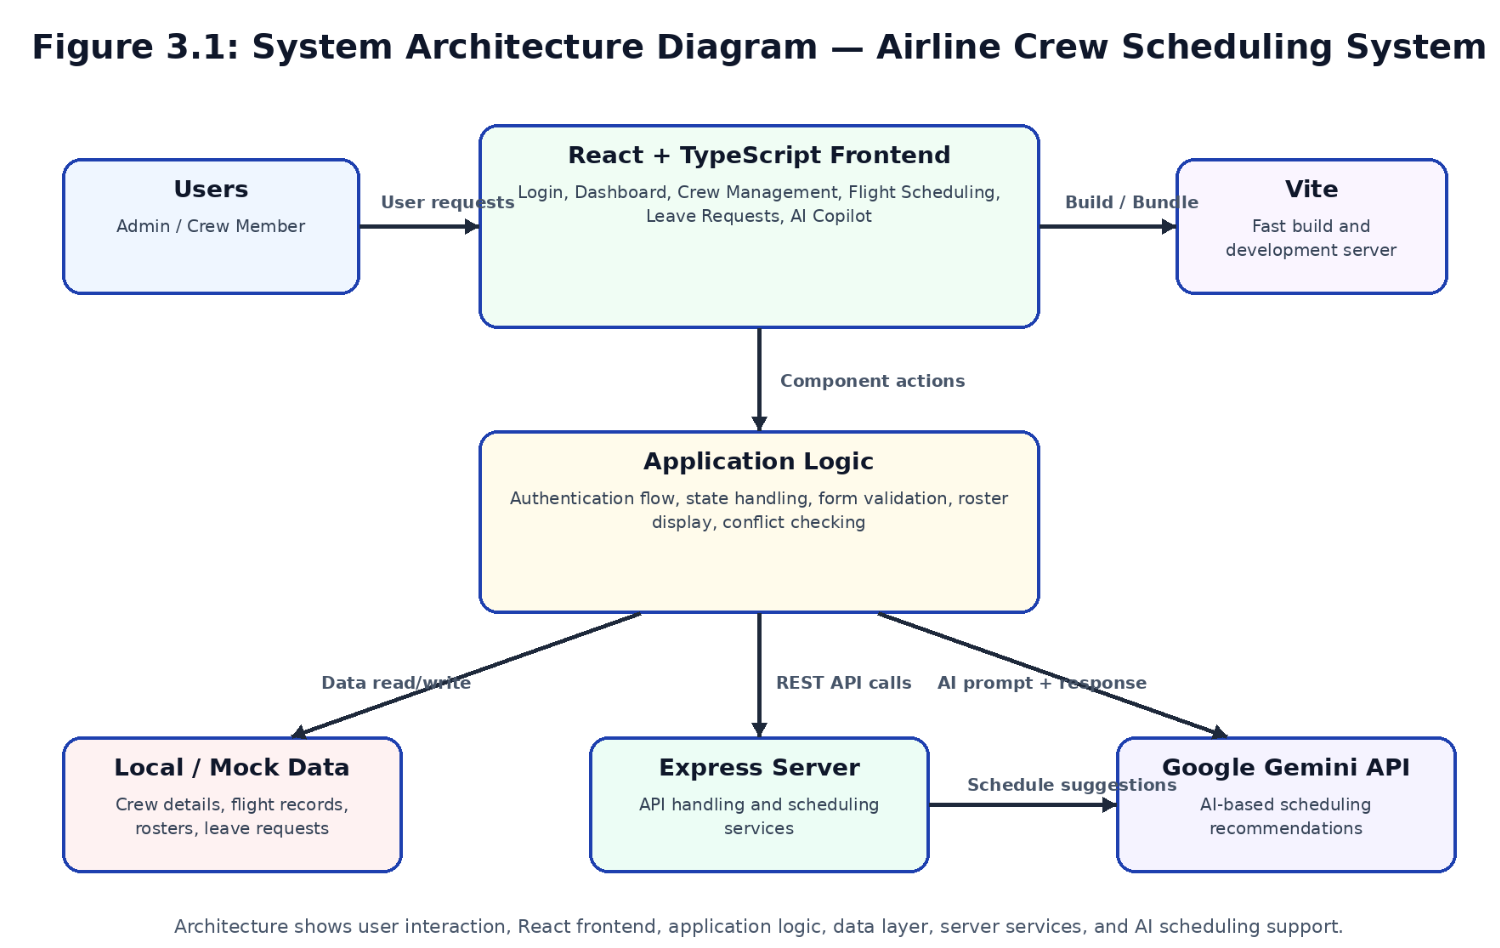 Figure 3.1: System Architecture Diagram — Airline Crew Scheduling System
Users
Admin / Crew Member
User requests
React + TypeScript Frontend
Login, Dashboard, Crew Management, Flight Scheduling,
Leave Requests, AI Copilot
Build / Bundle
Vite
Fast build and
development server
Component actions
Application Logic
Authentication flow, state handling, form validation, roster
display, conflict checking
Data read/write
REST API calls
AI prompt + response
Local / Mock Data
Crew details, flight records,
rosters, leave requests
Express Server
API handling and scheduling
services
Schedule suggestions
Google Gemini API
AI-based scheduling
recommendations
Architecture shows user interaction, React frontend, application logic, data layer, server services, and AI scheduling support.